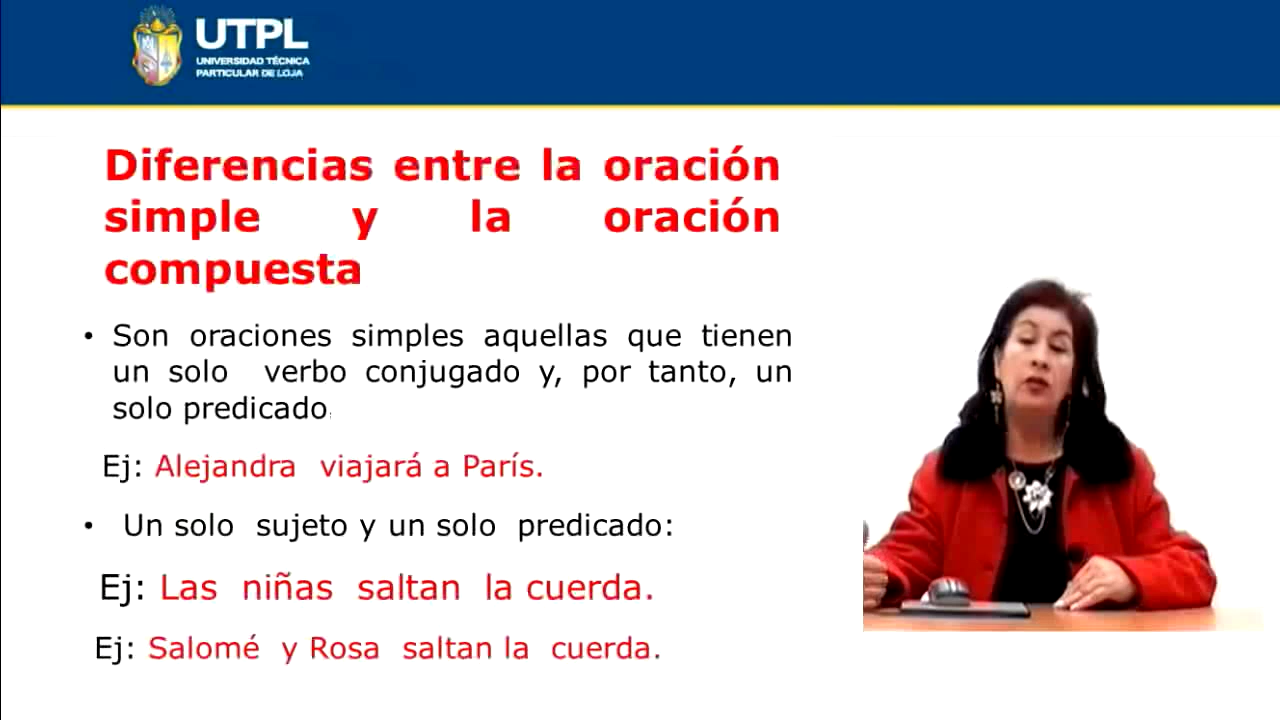 UTPL
UNIVERSIDAD TÉCNICA
PARTICULAR DE LOJA
Diferencias entre la oración
simple y la oración
compuesta
• Son oraciones simples aquellas que tienen
un solo verbo conjugado y, por tanto, un
solo predicado
Ej: Alejandra viajará a París.
• Un solo sujeto y un solo predicado:
Ej: Las niñas saltan la cuerda.
Ej: Salomé y Rosa saltan la cuerda.